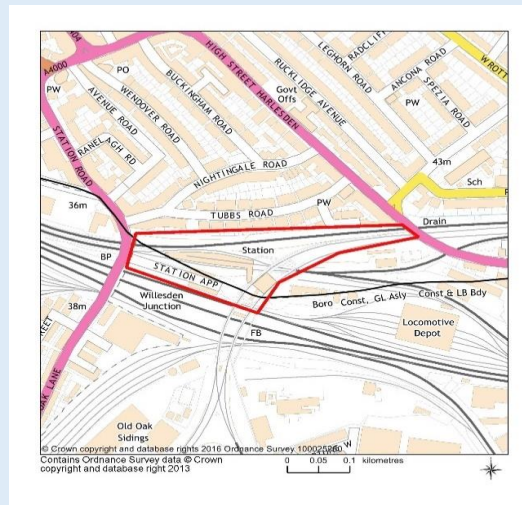 A4000
PO
PW
HIGH STREET HARLESDEN
LEGHORN ROAD
RADCLIF
WROTT
ANCONA ROAD
SPEZIA ROAD
RUCKLIDGE AVENUE
BUCKINGHAM ROAD
WENDOVER ROAD
AVENUE ROAD
Govt
Offs
PW
RANELAGH RD
STATION ROAD
NIGHTINGALE ROAD
43m
Sch
36m
TUBBS ROAD
PW
Drain
Station
BP
STATION APP
Willesden
Junction
Boro Const, GL Asly Const & LB Bdy
38m
FB
Locomotive
Depot
OAK LANE
Old Oak
Sidings
W
© Crown copyright and database rights 2016 Ordnance Survey
Contains Ordnance Survey data © Crown
copyright and database right 2013
0 0.05 0.1 kilometres